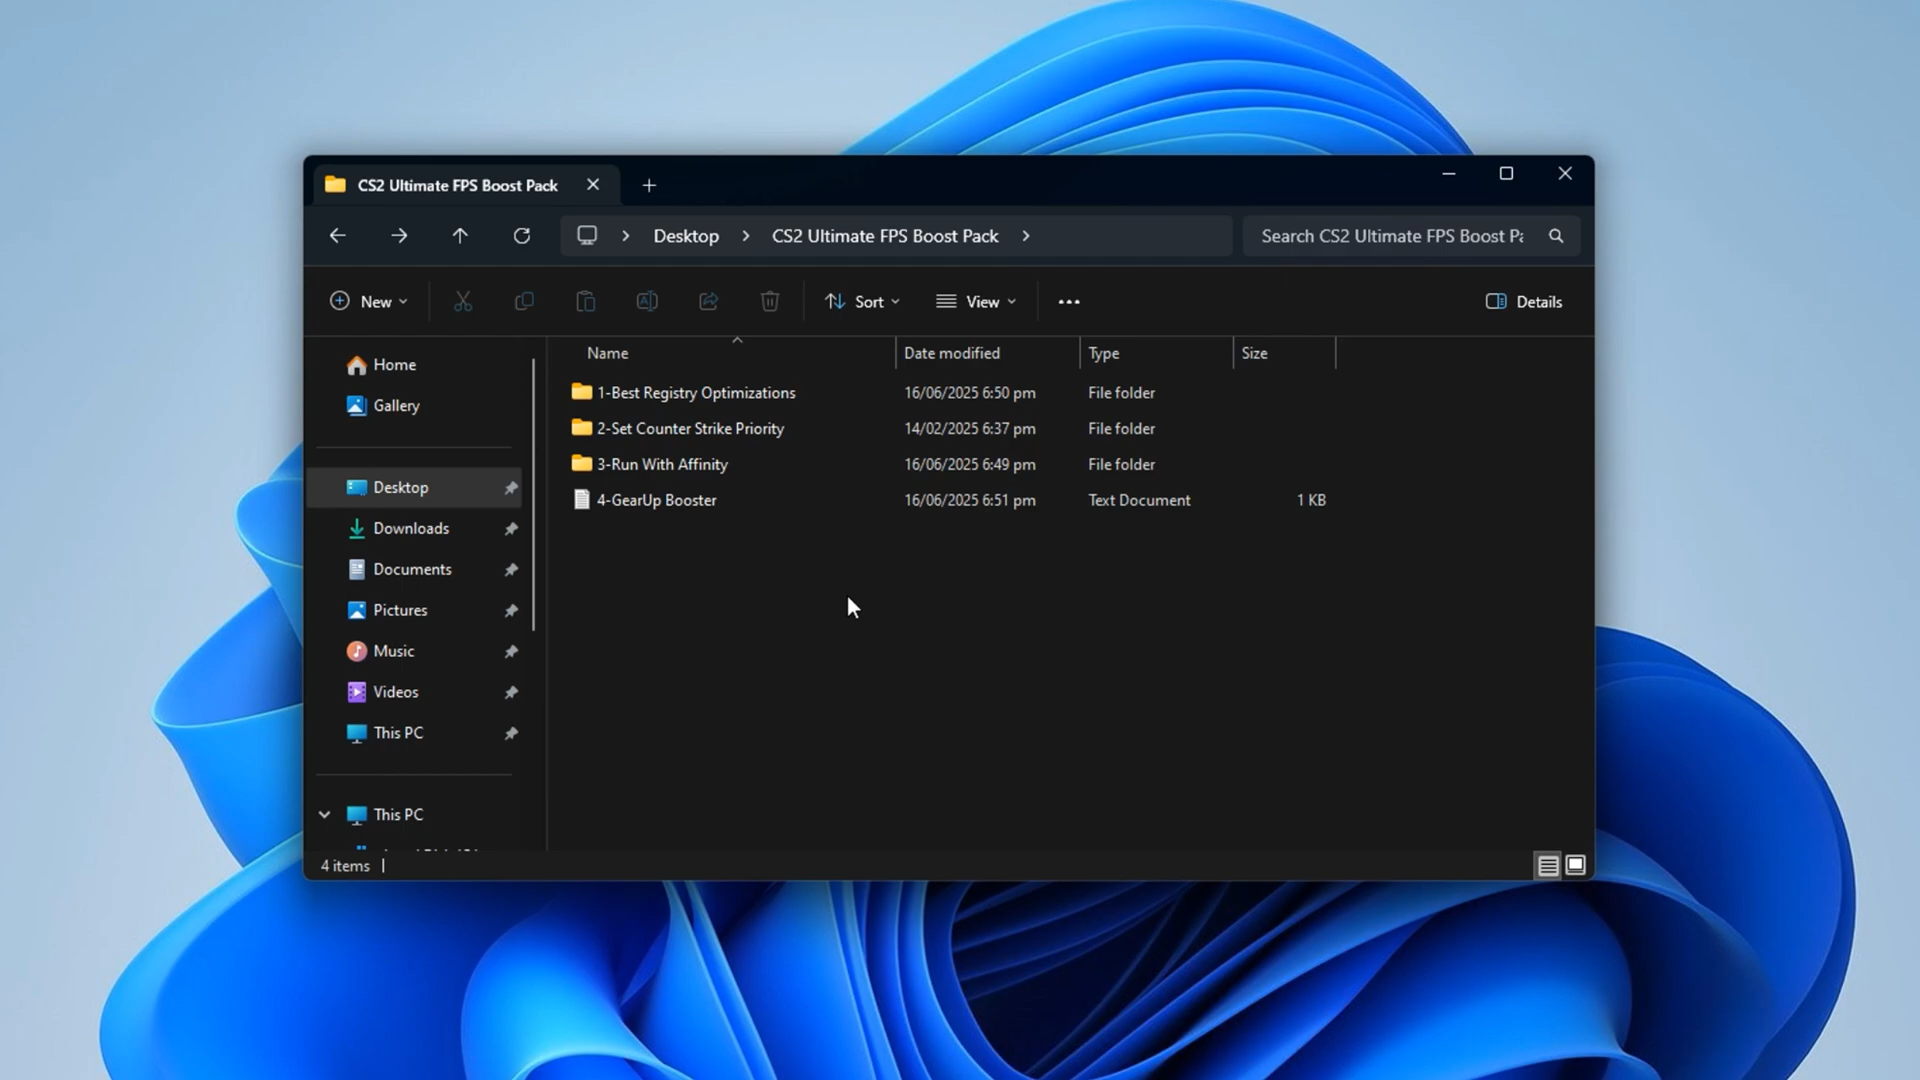 CS2 Ultimate FPS Boost Pack
Desktop CS2 Ultimate FPS Boost Pack Search CS2 Ultimate FPS Boost Pa
New Sort View Details
Name Date modified Type Size
1-Best Registry Optimizations 16/06/2025 6:50 pm File folder
2-Set Counter Strike Priority 14/02/2025 6:37 pm File folder
3-Run With Affinity 16/06/2025 6:49 pm File folder
4-GearUp Booster 16/06/2025 6:51 pm Text Document 1 KB
Home
Gallery
Desktop
Downloads
Documents
Pictures
Music
Videos
This PC
This PC
4 items